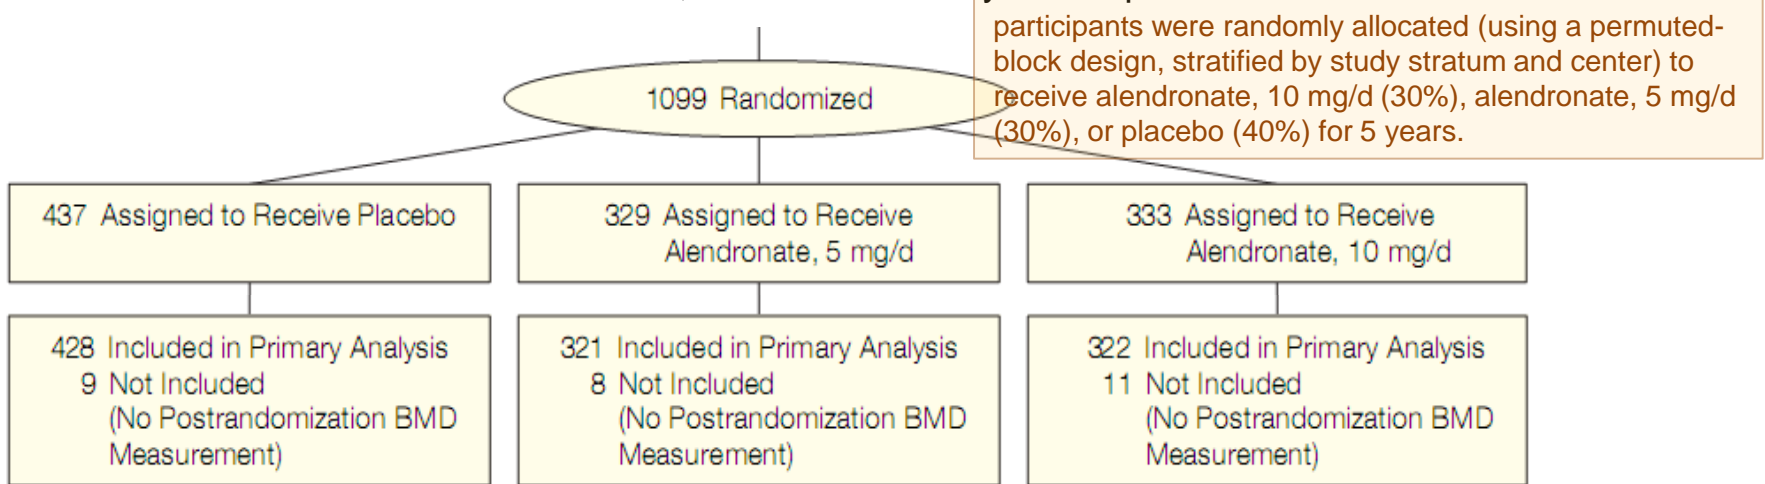 participants were randomly allocated (using a permuted-
block design, stratified by study stratum and center) to
receive alendronate, 10 mg/d (30%), alendronate, 5 mg/d
(30%), or placebo (40%) for 5 years.
1099 Randomized
437 Assigned to Receive Placebo
329 Assigned to Receive
Alendronate, 5 mg/d
333 Assigned to Receive
Alendronate, 10 mg/d
428 Included in Primary Analysis
9 Not Included
(No Postrandomization BMD
Measurement)
321 Included in Primary Analysis
8 Not Included
(No Postrandomization BMD
Measurement)
322 Included in Primary Analysis
11 Not Included
(No Postrandomization BMD
Measurement)